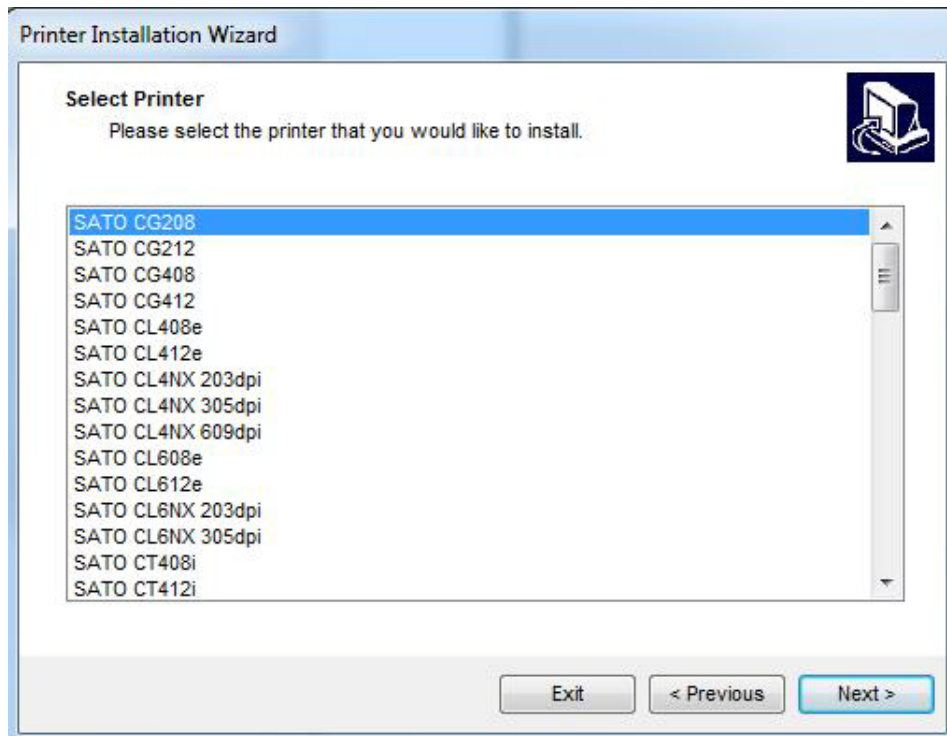 Printer Installation Wizard
Select Printer
Please select the printer that you would like to install.
SATO CG208
SATO CG212
SATO CG408
SATO CG412
SATO CL408e
SATO CL412e
SATO CL4NX 203dpi
SATO CL4NX 305dpi
SATO CL4NX 609dpi
SATO CL608e
SATO CL612e
SATO CL6NX 203dpi
SATO CL6NX 305dpi
SATO CT408i
SATO CT412i
Exit < Previous Next >